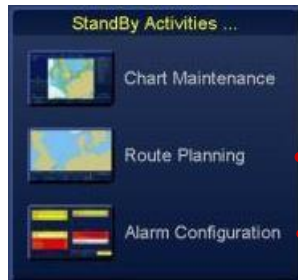 StandBy Activities ...
Chart Maintenance
Route Planning
Alarm Configuration